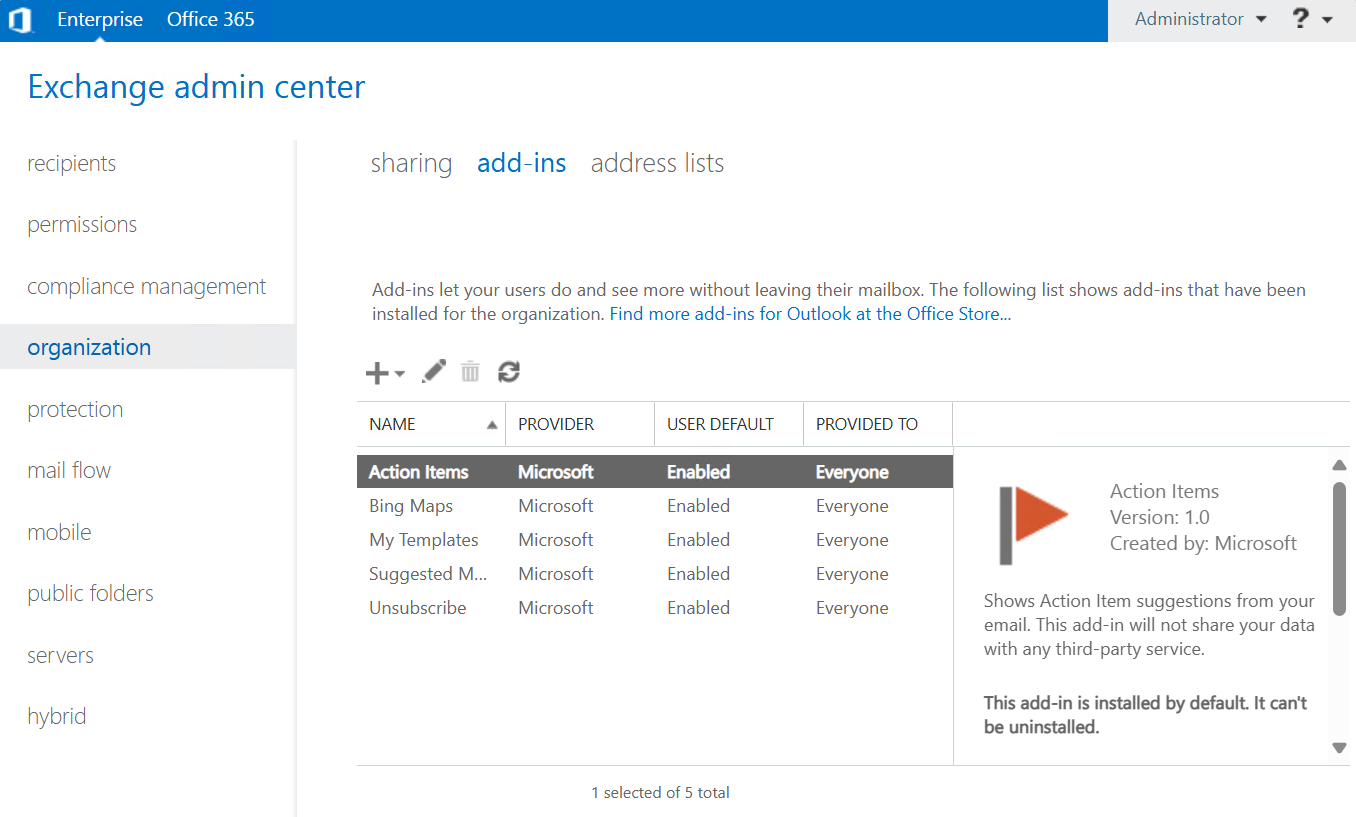 Enterprise Office 365
Administrator ?
Exchange admin center
recipients
permissions
compliance management
organization
protection
mail flow
mobile
public folders
servers
hybrid
sharing add-ins address lists
Add-ins let your users do and see more without leaving their mailbox. The following list shows add-ins that have been
installed for the organization. Find more add-ins for Outlook at the Office Store...
NAME PROVIDER USER DEFAULT PROVIDED TO
Action Items Microsoft Enabled Everyone
Bing Maps Microsoft Enabled Everyone
My Templates Microsoft Enabled Everyone
Suggested M... Microsoft Enabled Everyone
Unsubscribe Microsoft Enabled Everyone
Action Items
Version: 1.0
Created by: Microsoft
Shows Action Item suggestions from your
email. This add-in will not share your data
with any third-party service.
This add-in is installed by default. It can't
be uninstalled.
1 selected of 5 total